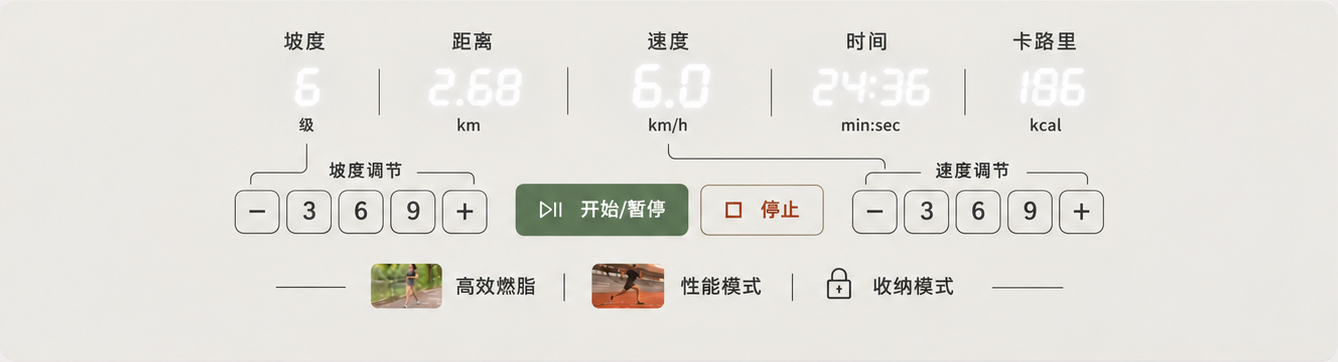 坡度 距离 速度 时间 卡路里
6 2.68 6.0 24:36 186
级 km km/h min:sec kcal
坡度调节 速度调节
− 3 6 9 + 开始/暂停 停止 − 3 6 9 +
高效燃脂 性能模式 收纳模式